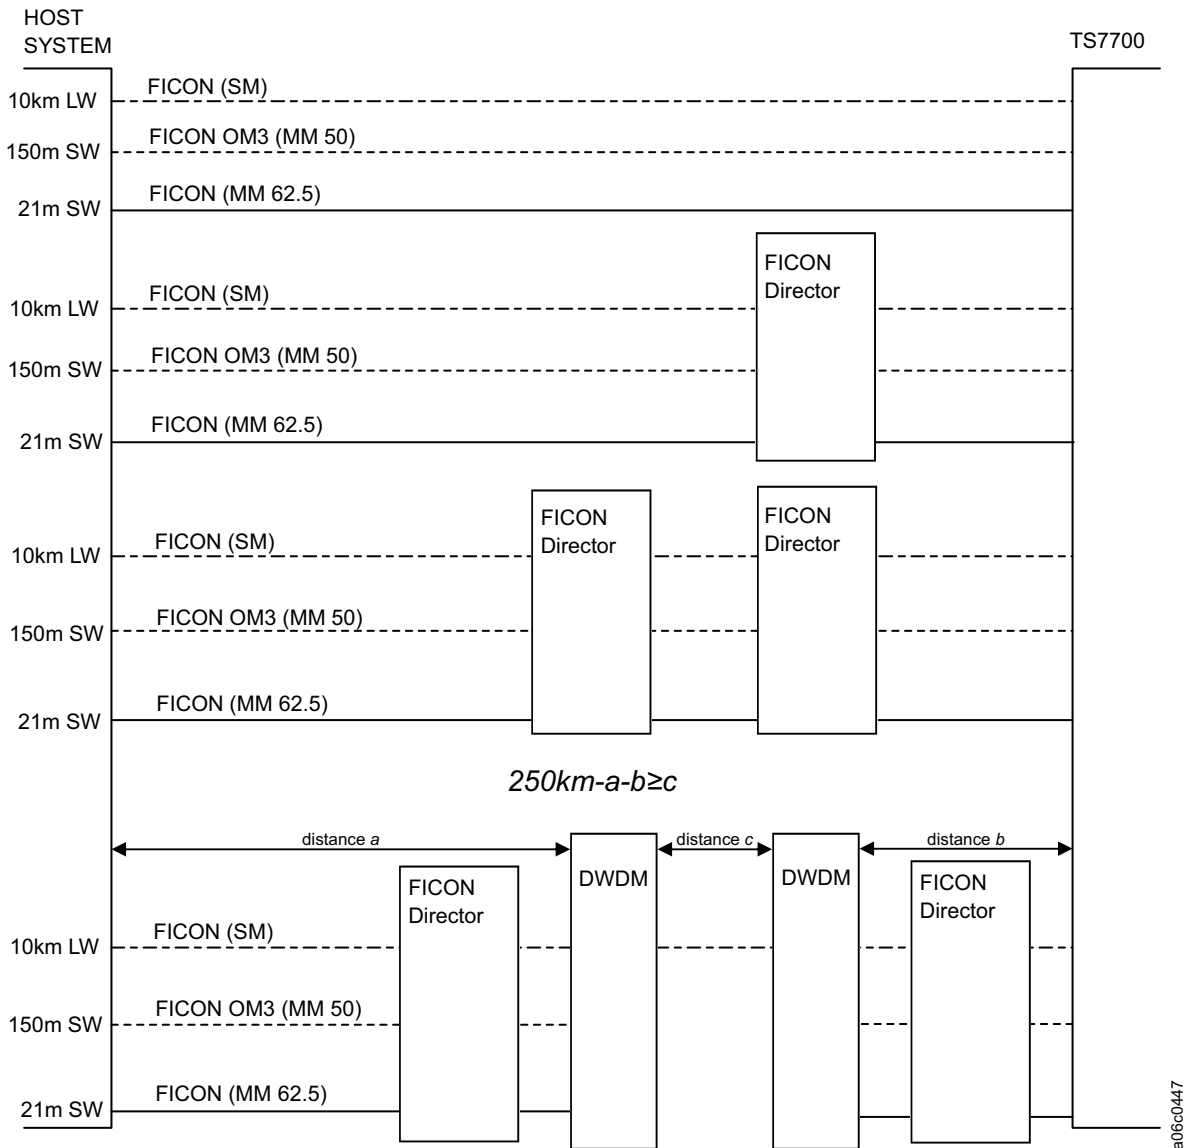 HOST
SYSTEM
TS7700
10km LW
FICON (SM)
150m SW
FICON OM3 (MM 50)
21m SW
FICON (MM 62.5)
FICON
Director
10km LW
FICON (SM)
150m SW
FICON OM3 (MM 50)
21m SW
FICON (MM 62.5)
FICON
Director
FICON
Director
10km LW
FICON (SM)
150m SW
FICON OM3 (MM 50)
21m SW
FICON (MM 62.5)
250km-a-b≥c
distance a
distance c
distance b
FICON
Director
DWDM
DWDM
FICON
Director
10km LW
FICON (SM)
150m SW
FICON OM3 (MM 50)
21m SW
FICON (MM 62.5)
a06c0447